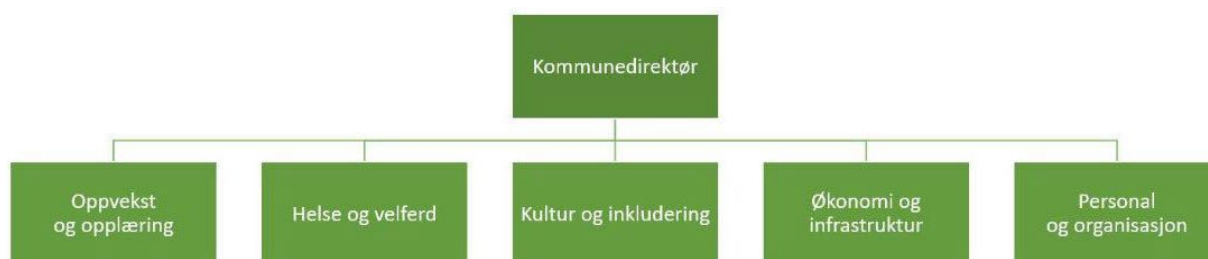 Kommunedirektør
Oppvekst
og opplæring
Helse og velferd
Kultur og inkludering
Økonomi og
infrastruktur
Personal
og organisasjon